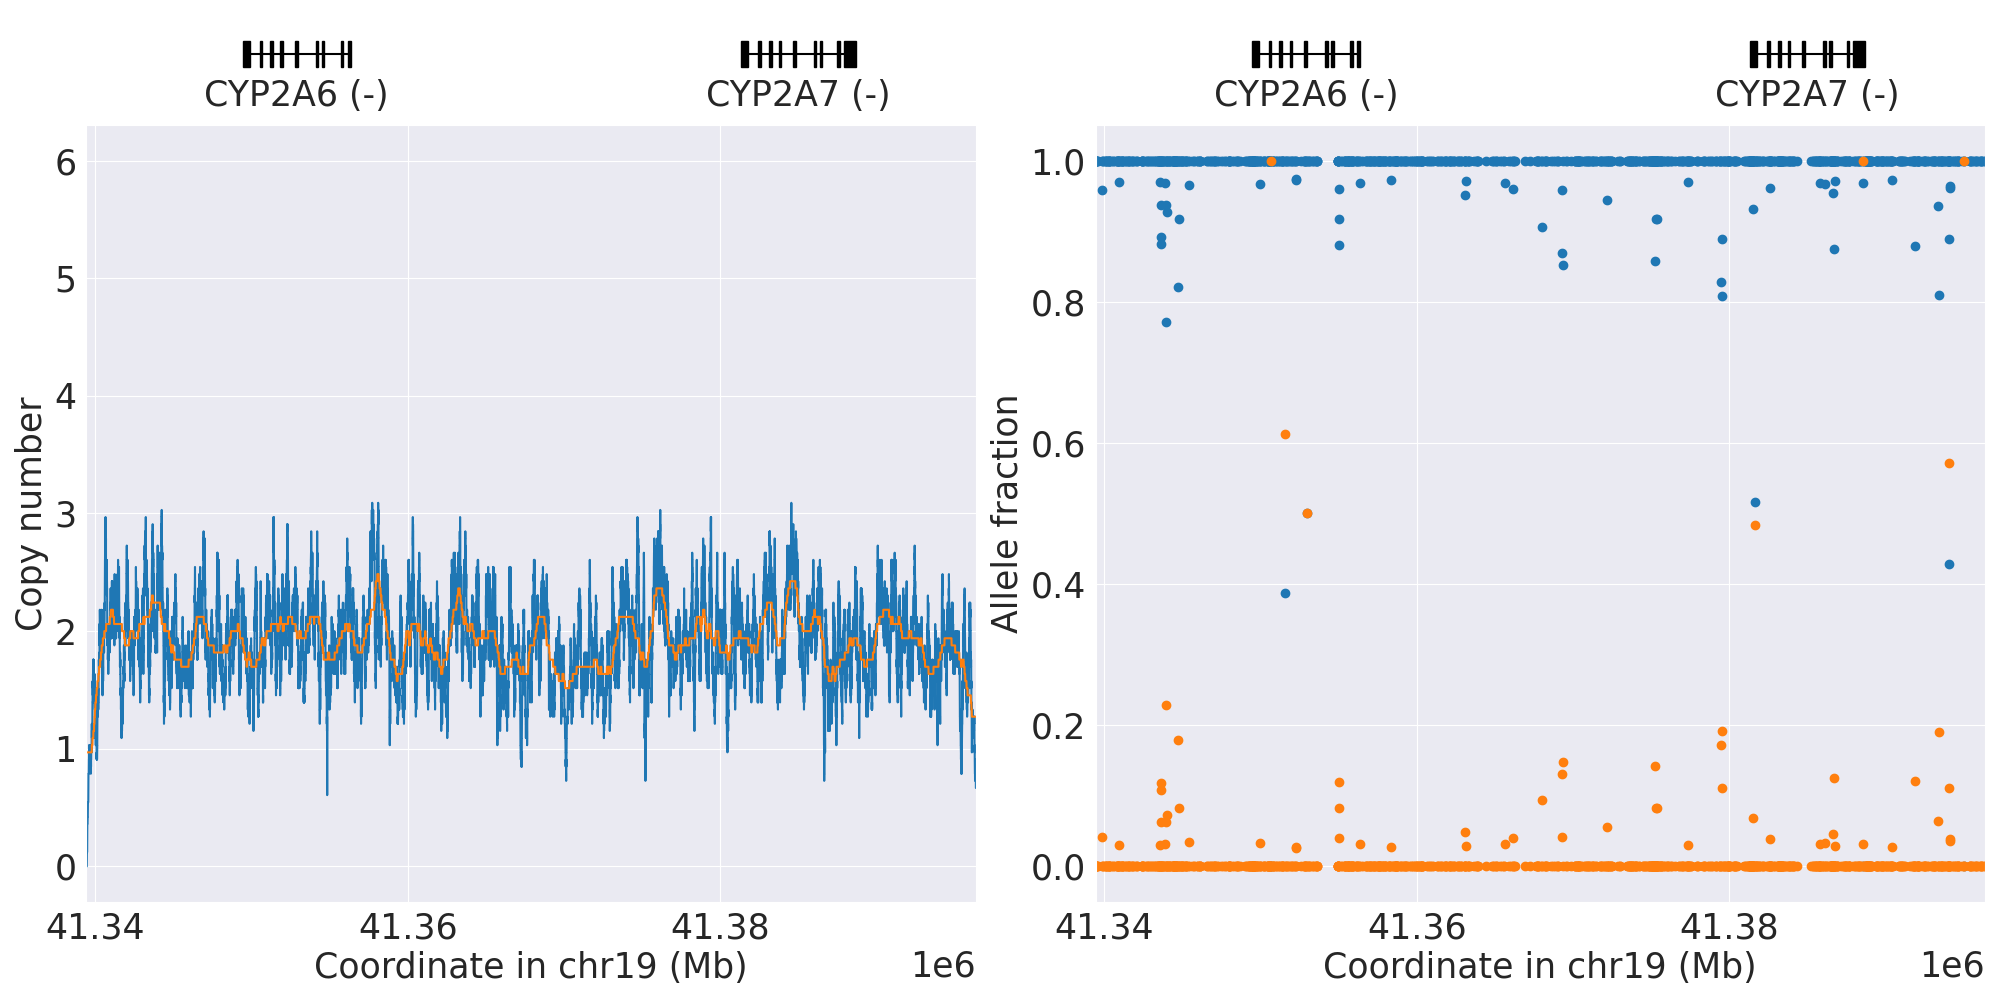 CYP2A6 (-) CYP2A7 (-) CYP2A6 (-) CYP2A7 (-)
6
5
4
3
2
1
0
Copy number
41.34 41.36 41.38
Coordinate in chr19 (Mb) 1e6
1.0
0.8
0.6
0.4
0.2
0.0
Allele fraction
41.34 41.36 41.38
Coordinate in chr19 (Mb) 1e6